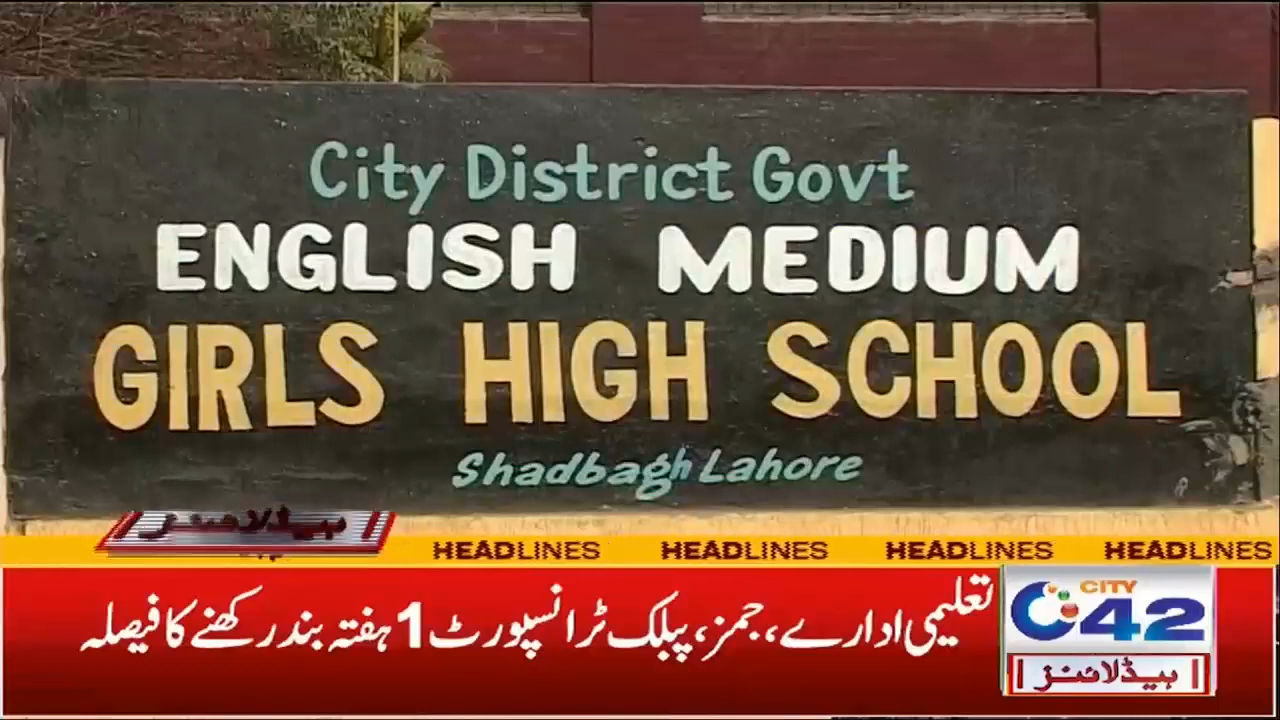 City District Govt
ENGLISH MEDIUM
GIRLS HIGH SCHOOL
Shadbagh Lahore
ہیڈلائنز
HEADLINES HEADLINES HEADLINES HEADLINES
تعلیمی ادارے، جمز، پبلک ٹرانسپورٹ 1 ہفتہ بند رکھنے کا فیصلہ
CITY
42
ہیڈلائنز